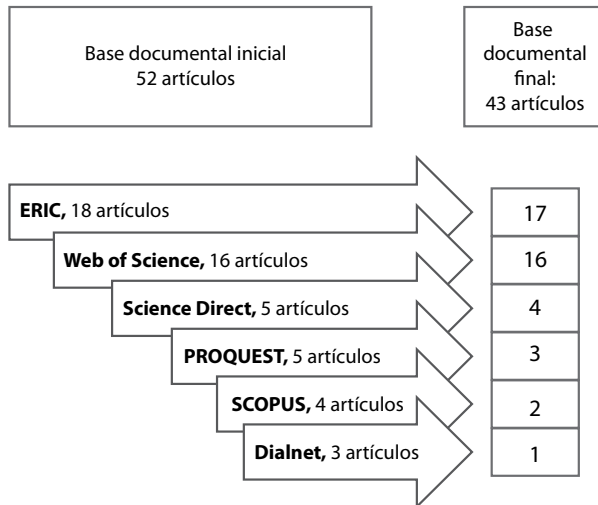 Base documental inicial
52 artículos
Base
documental
final:
43 artículos
ERIC, 18 artículos
17
Web of Science, 16 artículos
16
Science Direct, 5 artículos
4
PROQUEST, 5 artículos
3
SCOPUS, 4 artículos
2
Dialnet, 3 artículos
1